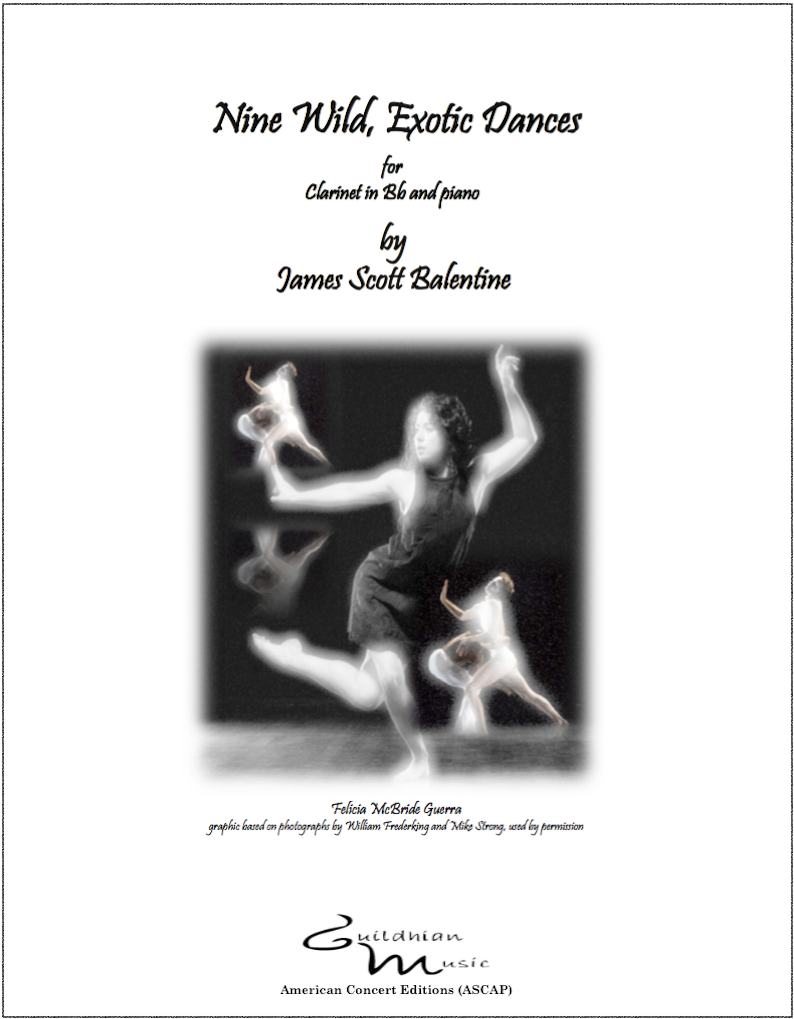 Nine Wild, Exotic Dances
for
Clarinet in Bb and piano
by
James Scott Balentine
Felicia McBride Guerra
graphic based on photographs by William Frederking and Mike Strong, used by permission
Guildhian
Music
American Concert Editions (ASCAP)